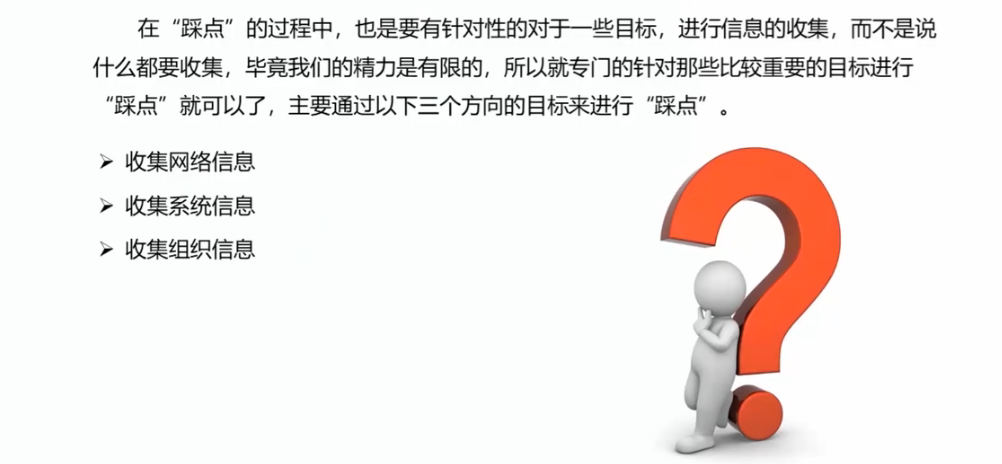 在“踩点”的过程中，也是要有针对性的对于一些目标，进行信息的收集，而不是说
什么都要收集，毕竟我们的精力是有限的，所以就专门的针对那些比较重要的目标进行
“踩点”就可以了，主要通过以下三个方向的目标来进行“踩点”。
➢ 收集网络信息
➢ 收集系统信息
➢ 收集组织信息